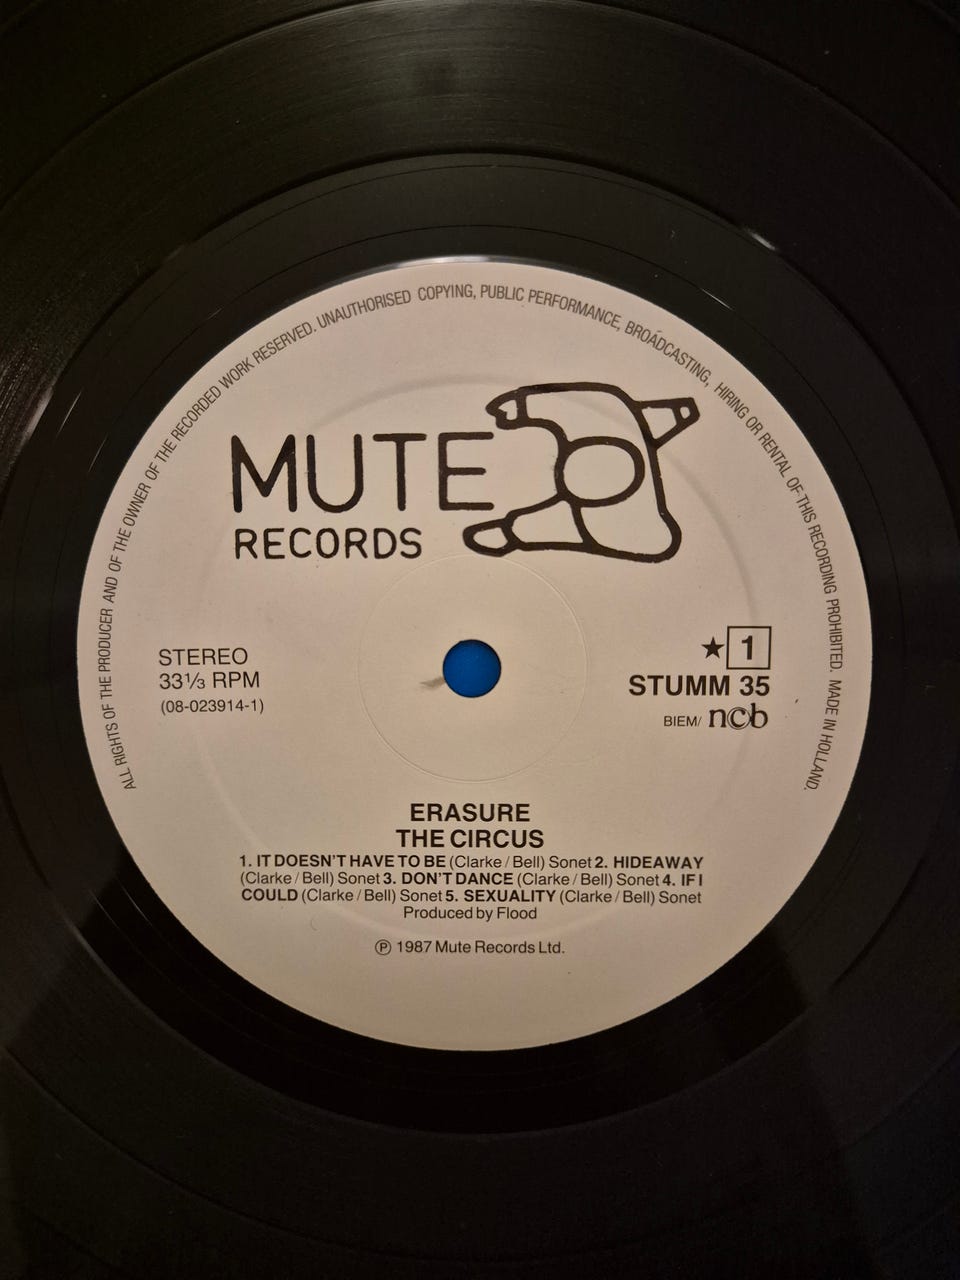 ALL RIGHTS OF THE PRODUCER AND OF THE OWNER OF THE RECORDED WORK RESERVED. UNAUTHORISED COPYING, PUBLIC PERFORMANCE, BROADCASTING, HIRING OR RENTAL OF THIS RECORDING PROHIBITED. MADE IN HOLLAND.
MUTE
RECORDS
STEREO
33⅓ RPM
(08-023914-1)
★ 1
STUMM 35
BIEM/ ncb
ERASURE
THE CIRCUS
1. IT DOESN'T HAVE TO BE (Clarke / Bell) Sonet 2. HIDEAWAY
(Clarke / Bell) Sonet 3. DON'T DANCE (Clarke / Bell) Sonet 4. IF I
COULD (Clarke / Bell) Sonet 5. SEXUALITY (Clarke / Bell) Sonet
Produced by Flood
℗ 1987 Mute Records Ltd.